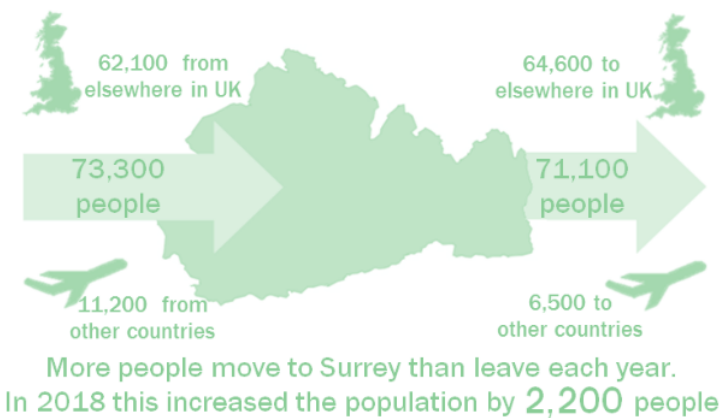 62,100 from
elsewhere in UK
73,300
people
11,200 from
other countries
64,600 to
elsewhere in UK
71,100
people
6,500 to
other countries
More people move to Surrey than leave each year.
In 2018 this increased the population by 2,200 people